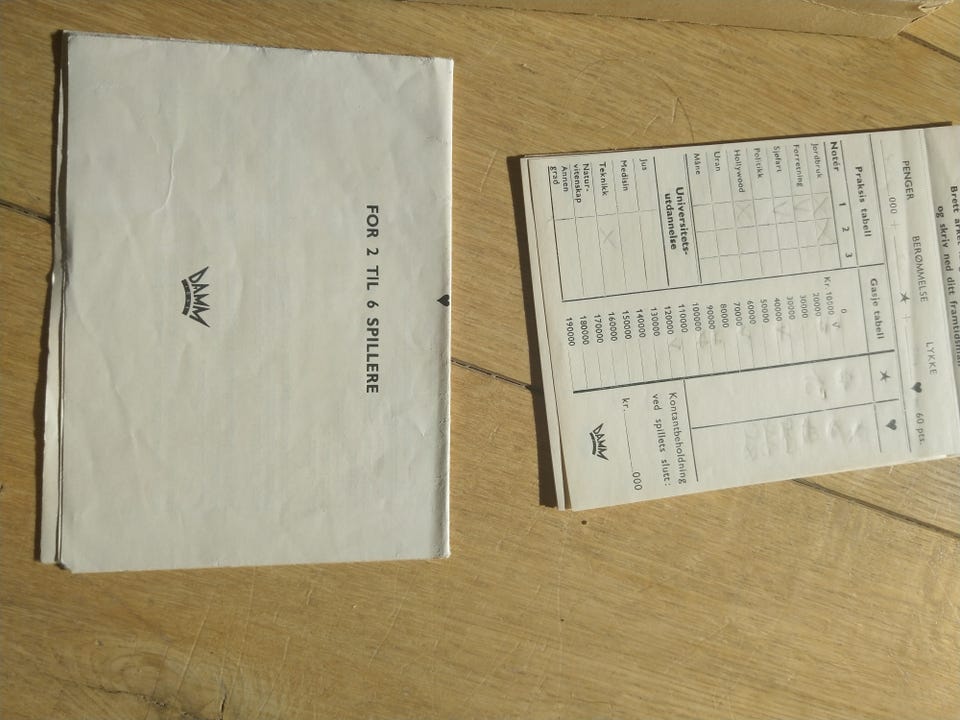 FOR 2 TIL 6 SPILLERE
DAMM
Brett arket
og skriv ned ditt
PENGER BERØMMELSE LYKKE
000 + ★ + ♥ 60 pts.
Praksis tabell
Notér 1 2 3
Jordbruk
Forretning
Sjøfart
Politikk
Hollywood
Uran
Måne
Universitets-
utdannelse
Jus
Medisin
Teknikk
Natur-
vitenskap
Annen
grad
Gasje tabell
0
Kr. 10000
20000
30000
30000
40000
50000
60000
70000
80000
90000
100000
110000
120000
130000
140000
150000
160000
170000
180000
190000
★ ♥
Kontantbeholdning
ved spillets slutt:
kr. 000
DAMM